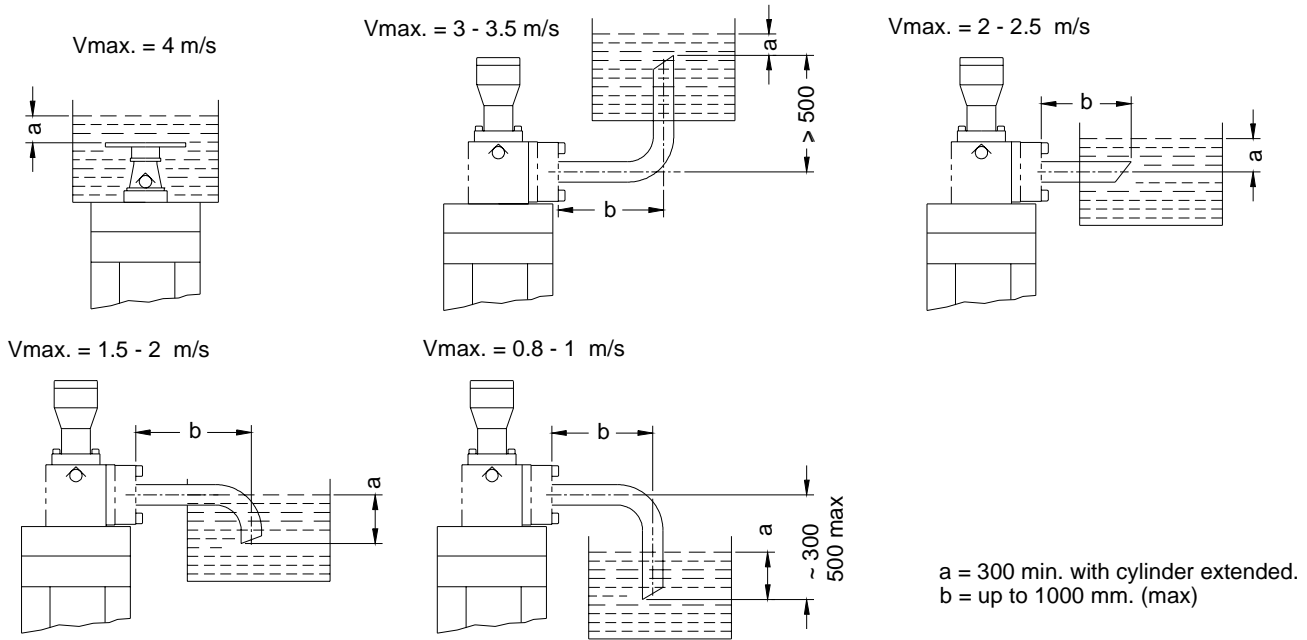 Vmax. = 4 m/s
a
Vmax. = 3 - 3.5 m/s
a
> 500
b
Vmax. = 2 - 2.5 m/s
b
a
Vmax. = 1.5 - 2 m/s
b
a
Vmax. = 0.8 - 1 m/s
b
a
~ 300
500 max
a = 300 min. with cylinder extended.
b = up to 1000 mm. (max)